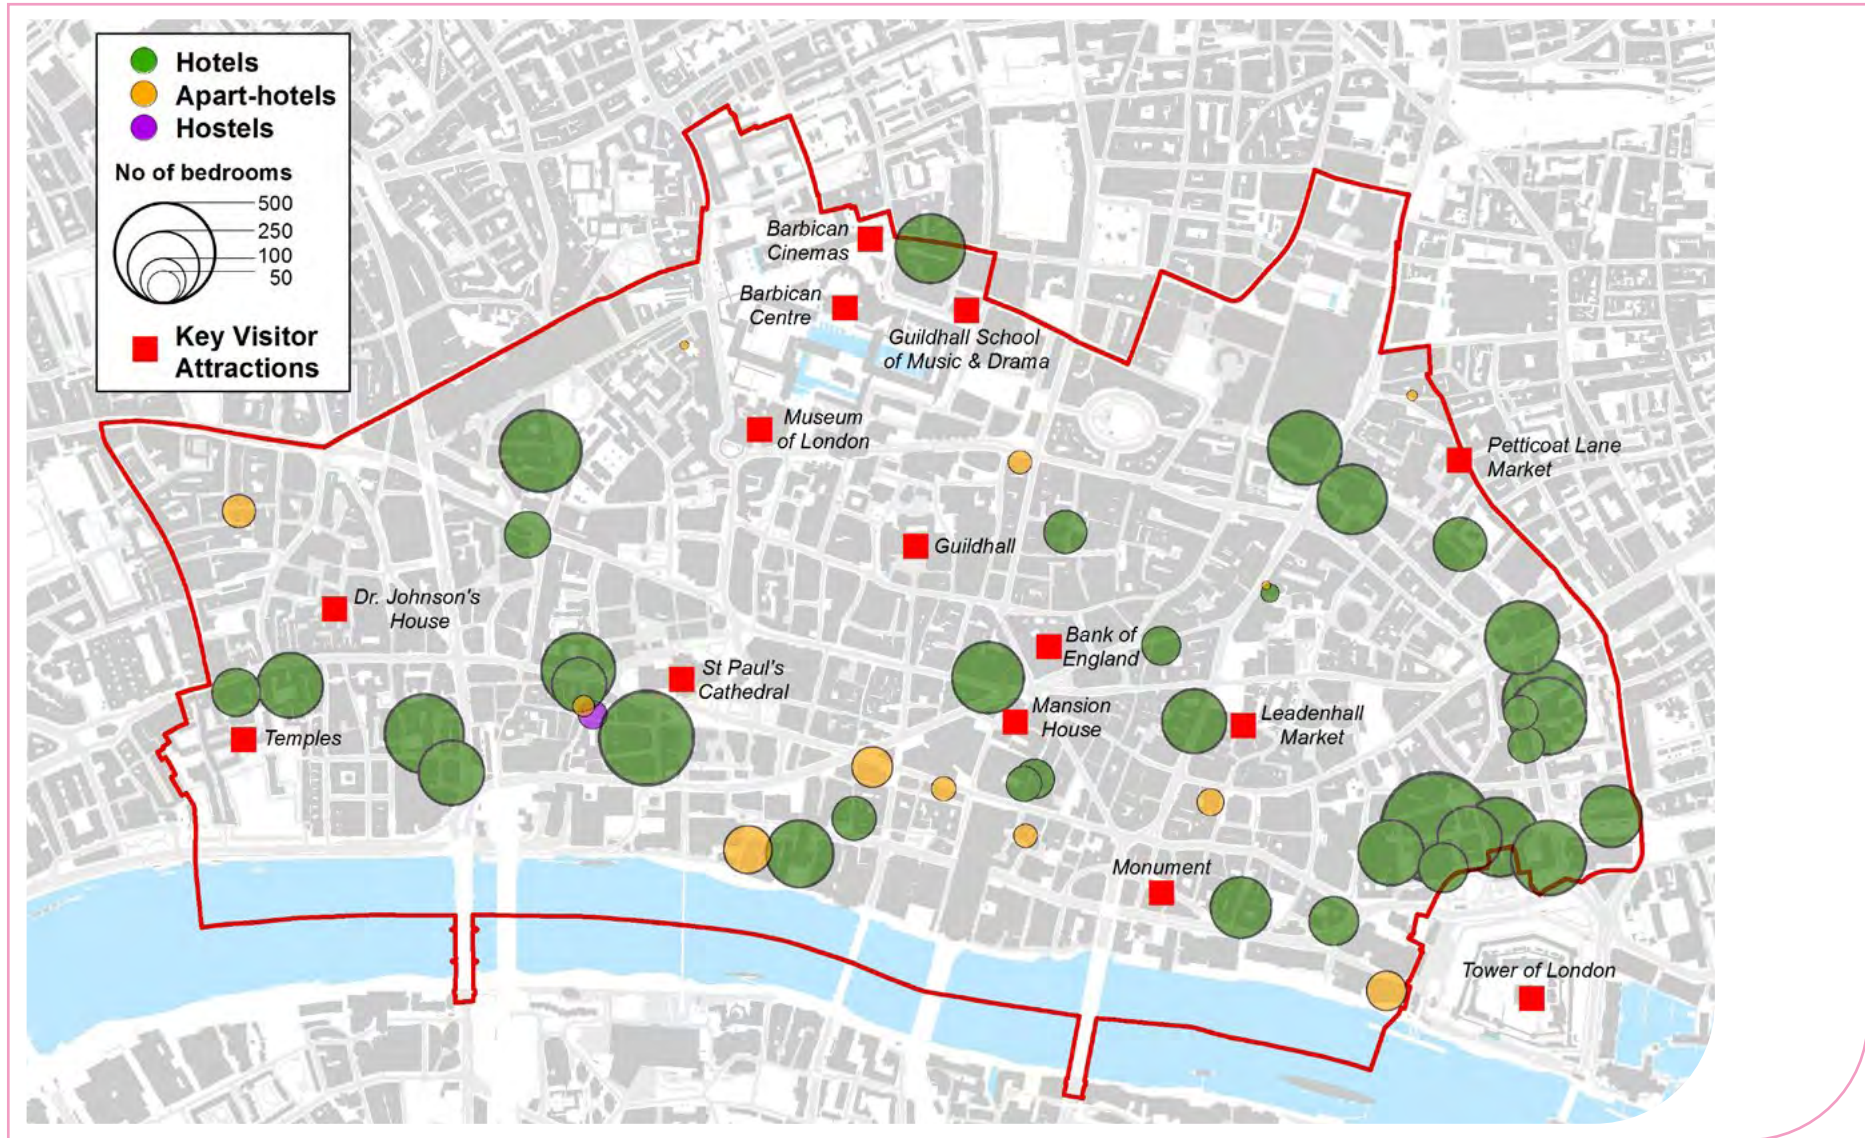 Hotels
Apart-hotels
Hostels
No of bedrooms
500
250
100
50
Key Visitor
Attractions
Barbican
Cinemas
Barbican
Centre
Guildhall School
of Music & Drama
Museum
of London
Petticoat Lane
Market
Guildhall
Dr. Johnson's
House
Bank of
England
St Paul's
Cathedral
Mansion
House
Leadenhall
Market
Temples
Monument
Tower of London